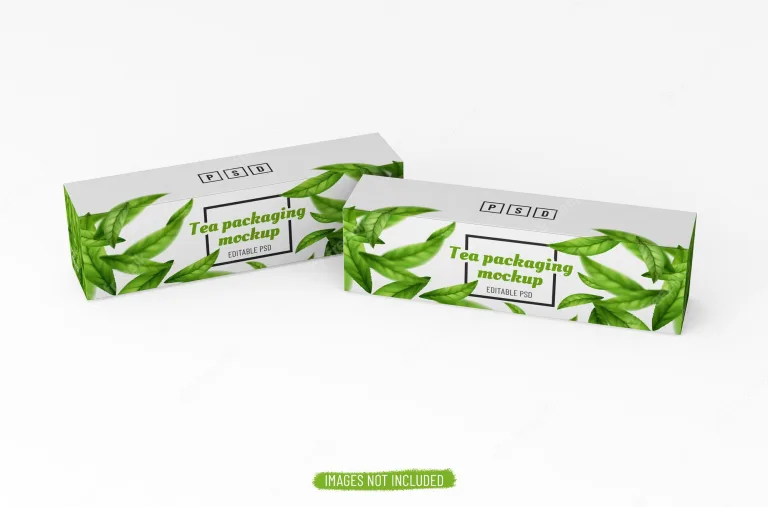 PSD
Tea packaging
mockup
EDITABLE PSD
PSD
Tea packaging
mockup
EDITABLE PSD
IMAGES NOT INCLUDED